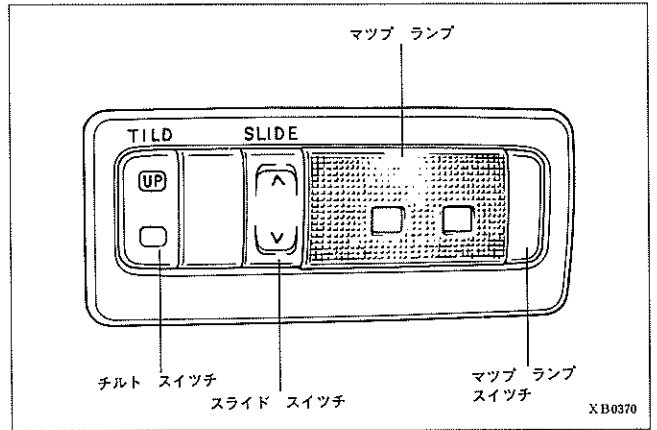 マツプ ランプ
TILD
SLIDE
UP
チルト スイツチ
スライド スイツチ
マツプ ランプ
スイツチ
XB0370